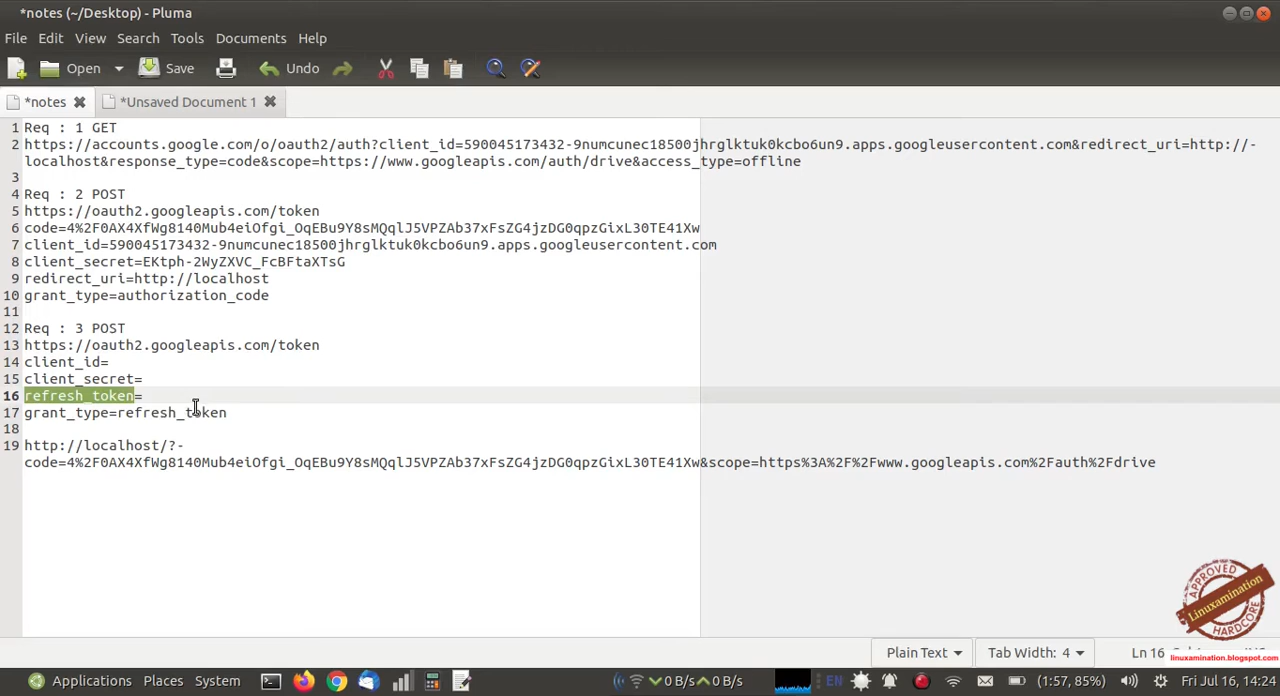 *notes (~/Desktop) - Pluma
File Edit View Search Tools Documents Help
Open Save Undo
*notes *Unsaved Document 1
1 Req : 1 GET
2 https://accounts.google.com/o/oauth2/auth?client_id=590045173432-9numcunec18500jhrglktuk0kcbo6un9.apps.googleusercontent.com&redirect_uri=http://-
localhost&response_type=code&scope=https://www.googleapis.com/auth/drive&access_type=offline
3
4 Req : 2 POST
5 https://oauth2.googleapis.com/token
6 code=4%2F0AX4XfWg8140Mub4eiOfgi_OqEBu9Y8sMQqlJ5VPZAb37xFsZG4jzDG0qpzGixL30TE41Xw
7 client_id=590045173432-9numcunec18500jhrglktuk0kcbo6un9.apps.googleusercontent.com
8 client_secret=EKtph-2WyZXVC_FcBFtaXTsG
9 redirect_uri=http://localhost
10 grant_type=authorization_code
11
12 Req : 3 POST
13 https://oauth2.googleapis.com/token
14 client_id=
15 client_secret=
16 refresh_token=
17 grant_type=refresh_token
18
19 http://localhost/?-
code=4%2F0AX4XfWg8140Mub4eiOfgi_OqEBu9Y8sMQqlJ5VPZAb37xFsZG4jzDG0qpzGixL30TE41Xw&scope=https%3A%2F%2Fwww.googleapis.com%2Fauth%2Fdrive
APPROVED
Linuxamination
HARDCORE
Plain Text Tab Width: 4 Ln 16
linuxamination.blogspot.com
Applications Places System 0 B/s 0 B/s EN (1:57, 85%) Fri Jul 16, 14:24